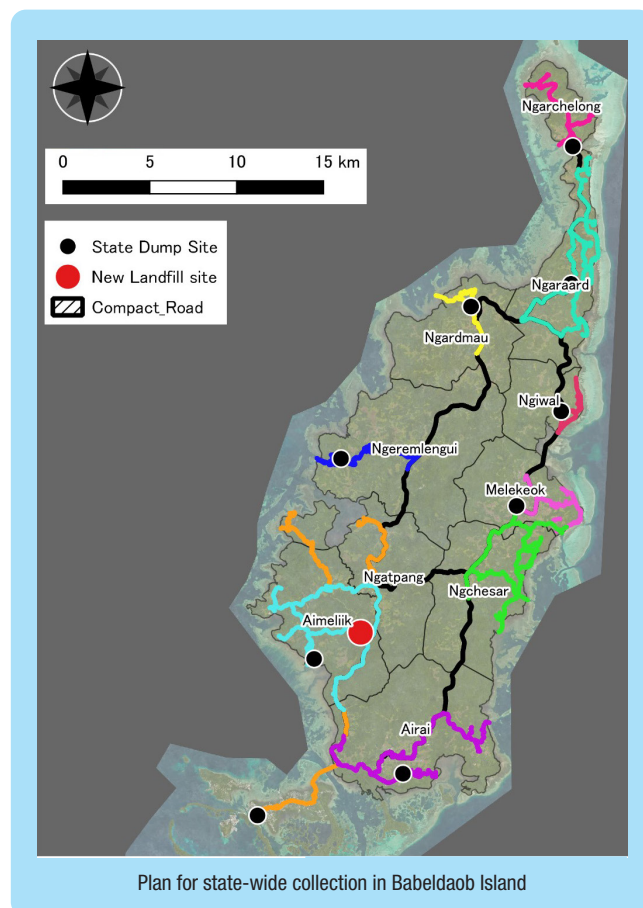 Ngarchelong
0 5 10 15 km
State Dump Site
New Landfill site
Compact_Road
Ngaraard
Ngardmau
Ngiwal
Ngeremlengui
Melekeok
Ngatpang
Ngchesar
Aimeliik
Airai
Plan for state-wide collection in Babeldaob Island